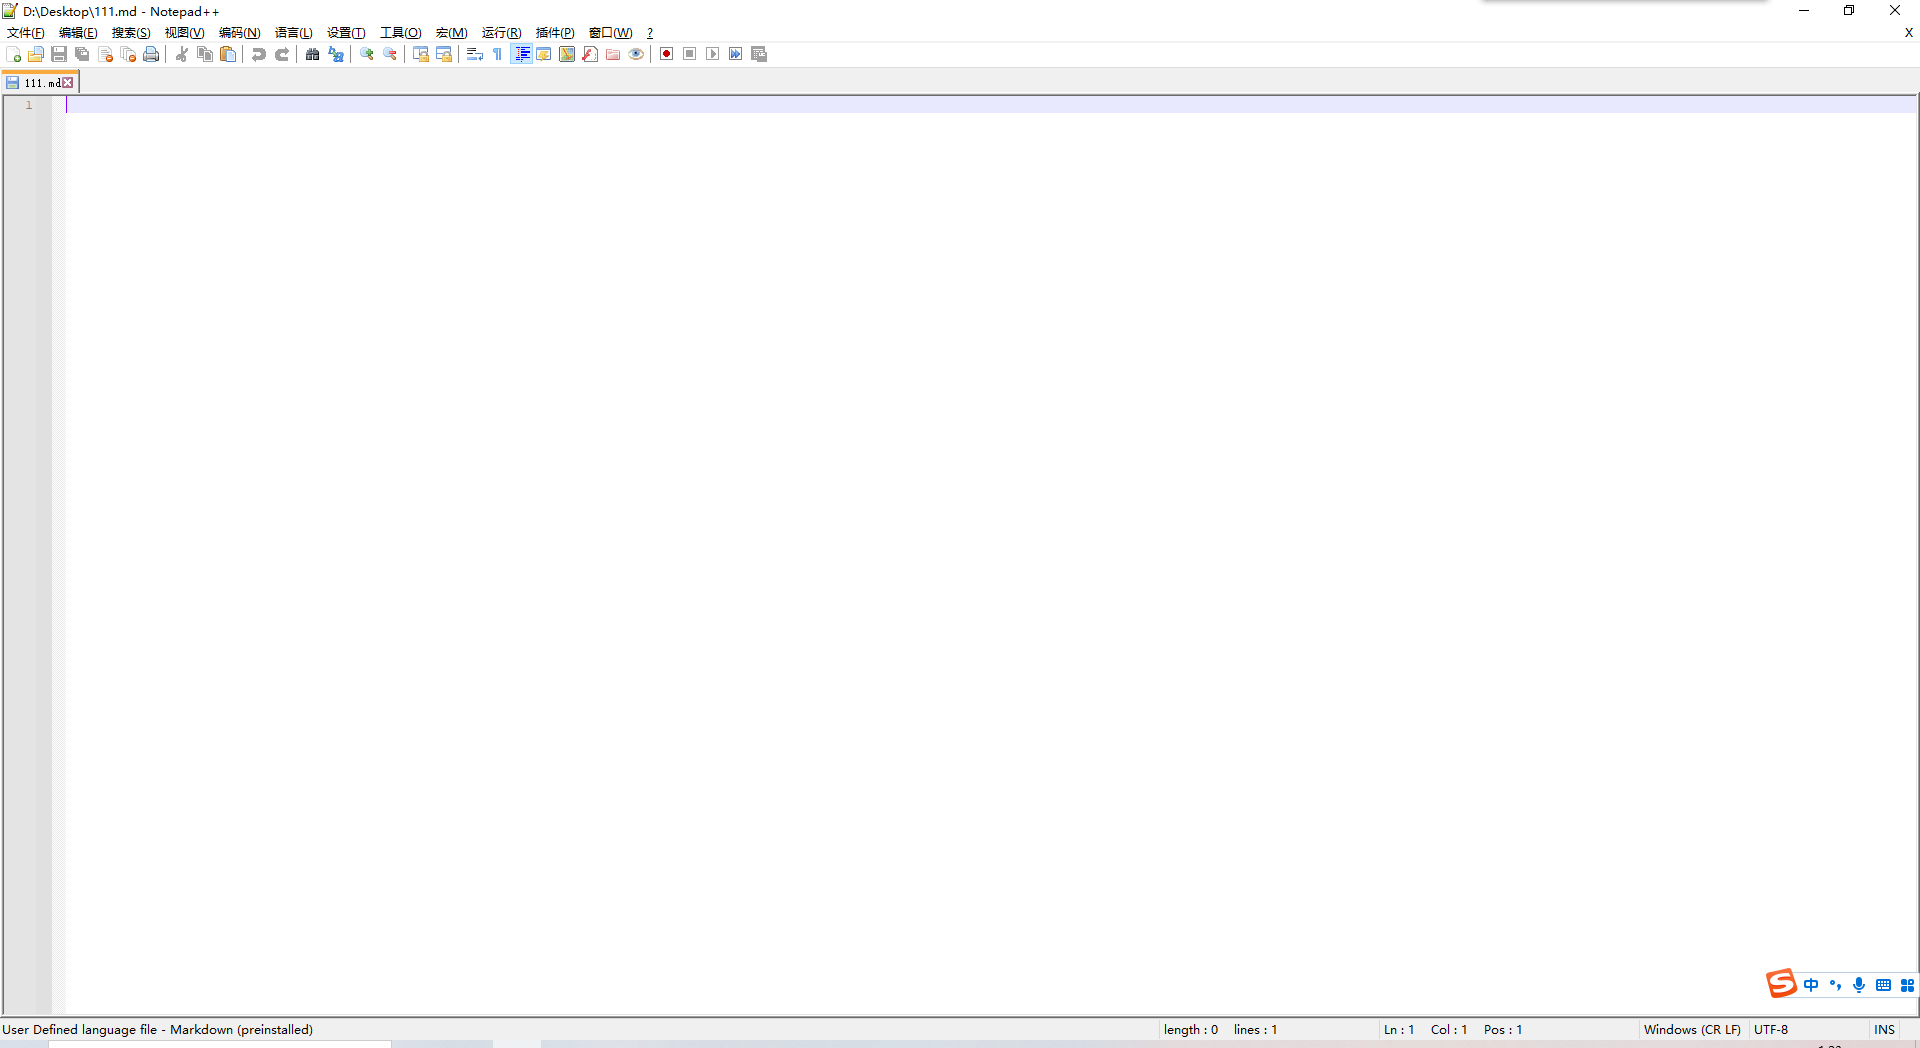 D:\Desktop\111.md - Notepad++
文件(F) 编辑(E) 搜索(S) 视图(V) 编码(N) 语言(L) 设置(T) 工具(O) 宏(M) 运行(R) 插件(P) 窗口(W) ? X
111.md
1
中
User Defined language file - Markdown (preinstalled) length : 0 lines : 1 Ln : 1 Col : 1 Pos : 1 Windows (CR LF) UTF-8 INS